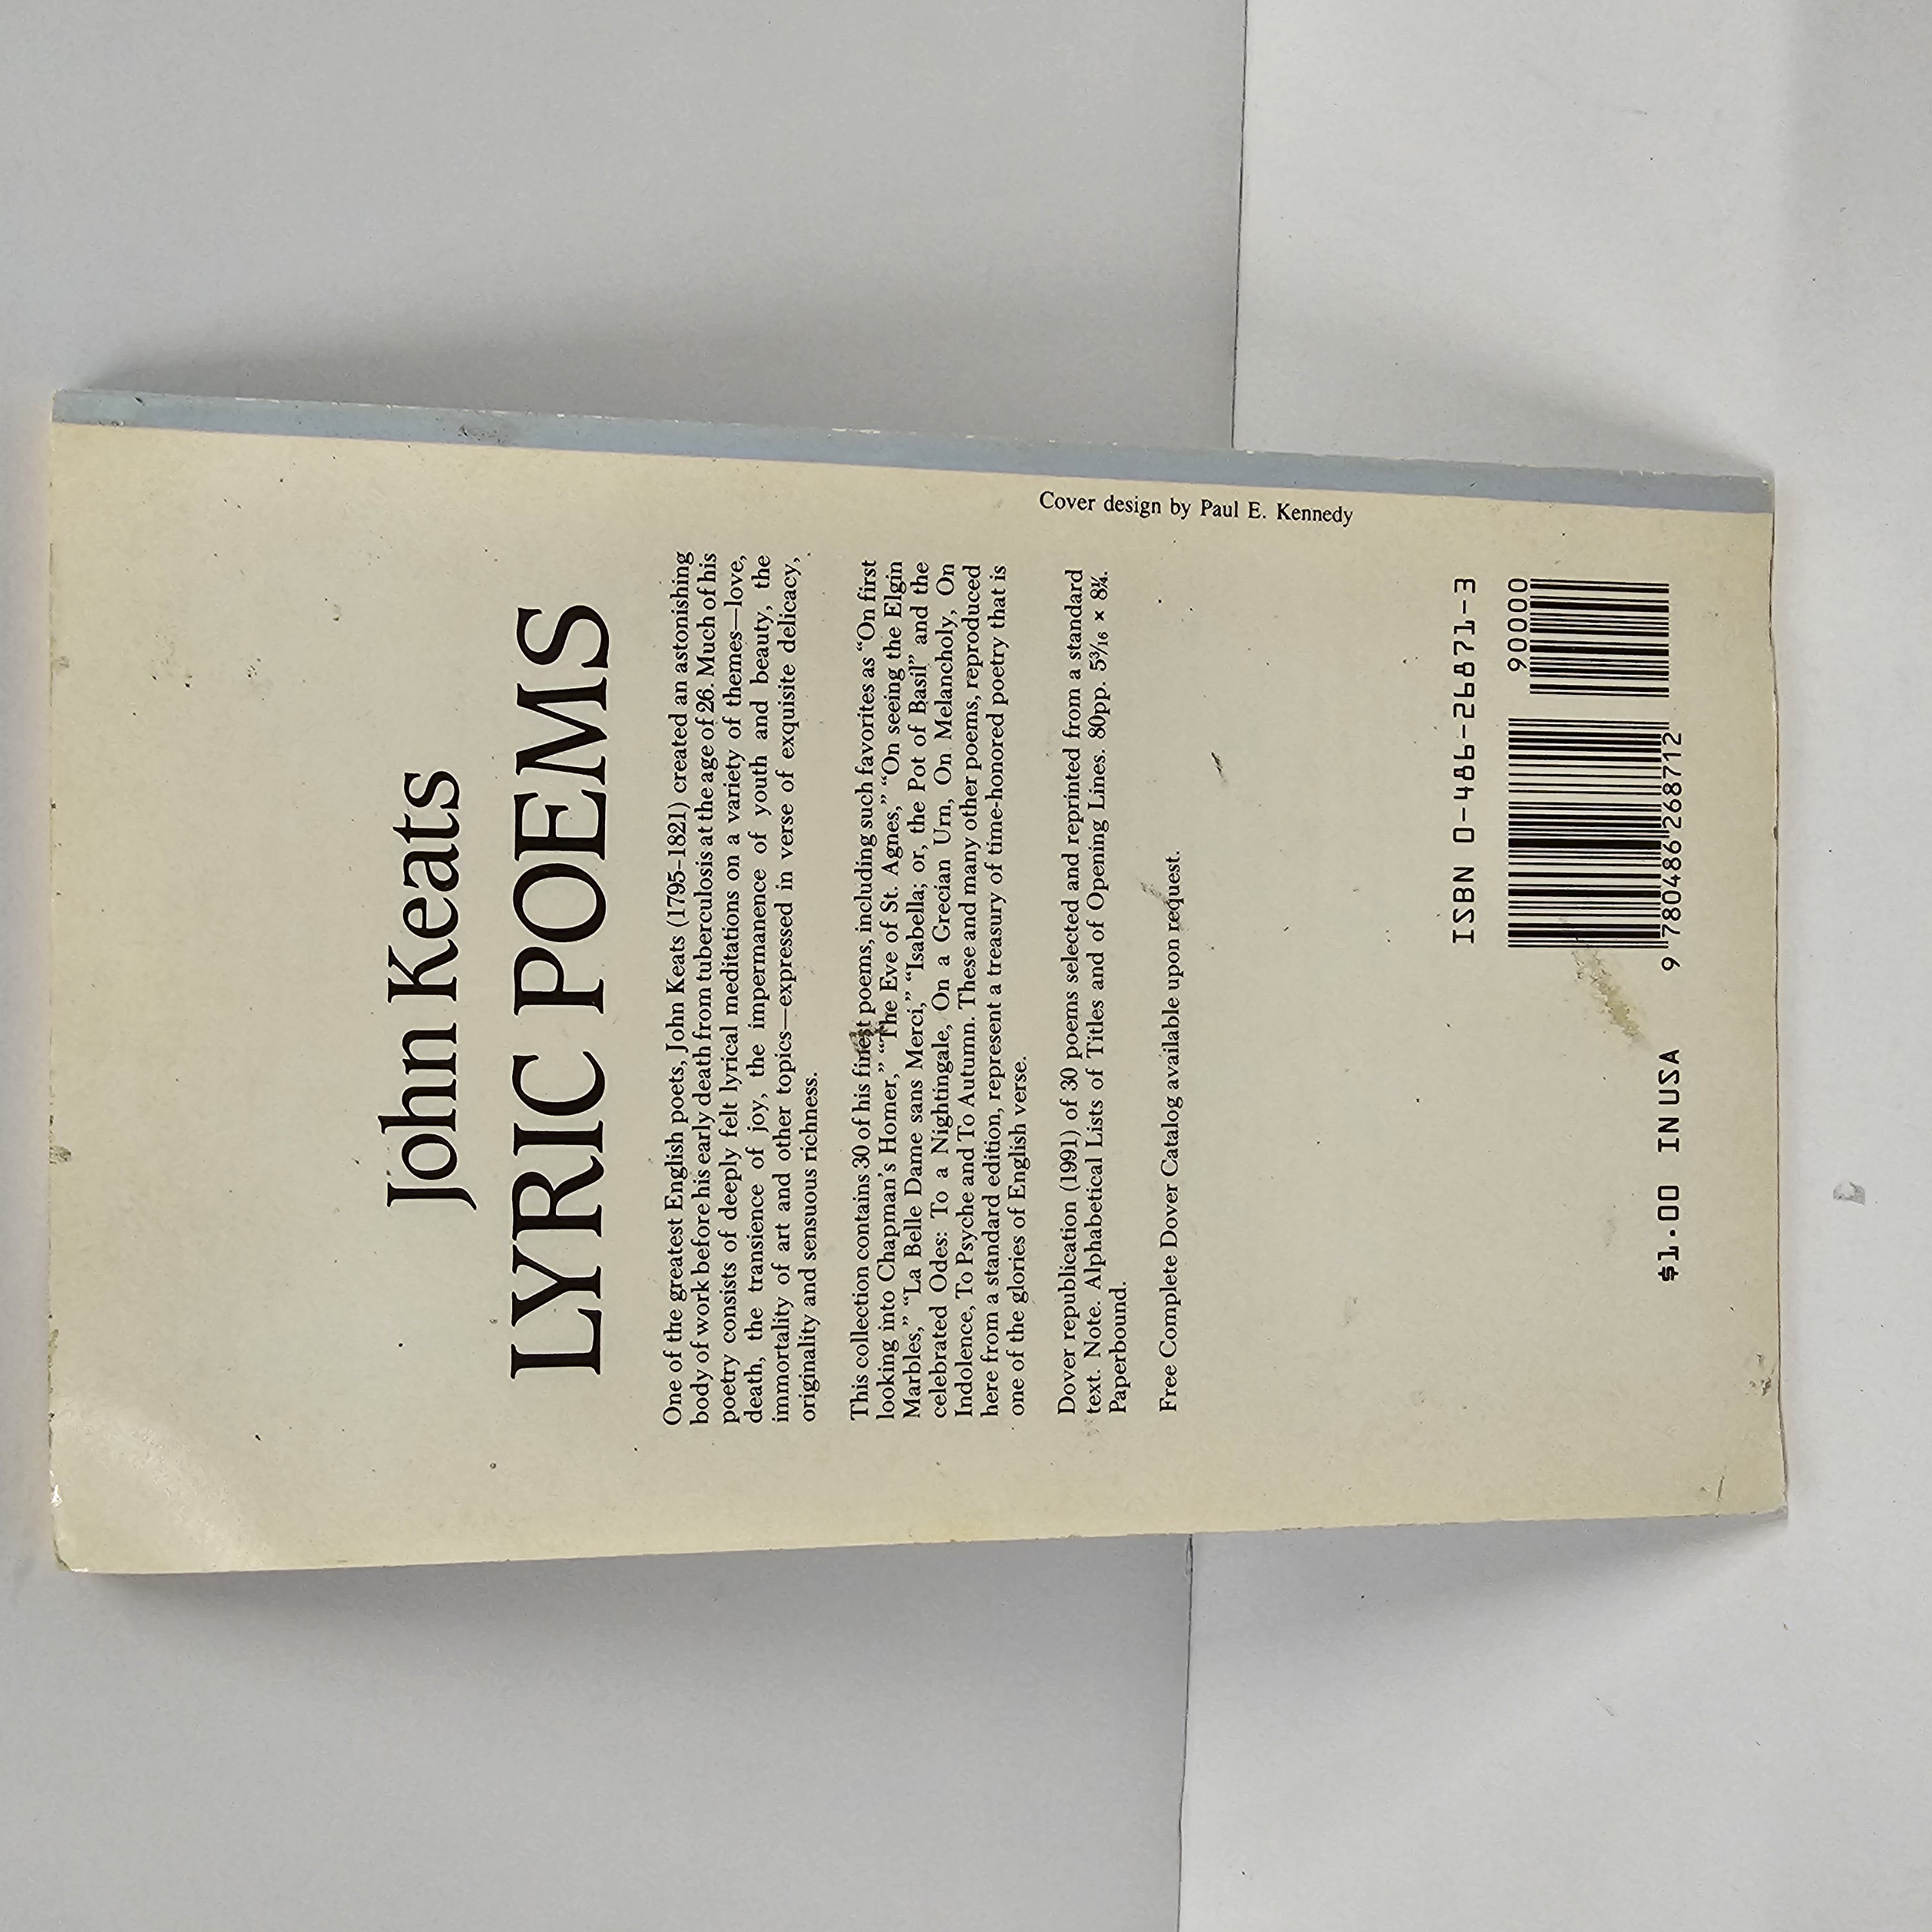 John Keats
LYRIC POEMS
One of the greatest English poets, John Keats (1795–1821) created an astonishing
body of work before his early death from tuberculosis at the age of 26. Much of his
poetry consists of deeply felt lyrical meditations on a variety of themes—love,
death, the transience of joy, the impermanence of youth and beauty, the
immortality of art and other topics—expressed in verse of exquisite delicacy,
originality and sensuous richness.
This collection contains 30 of his finest poems, including such favorites as “On first
looking into Chapman’s Homer,” “The Eve of St. Agnes,” “On seeing the Elgin
Marbles,” “La Belle Dame sans Merci,” “Isabella; or, the Pot of Basil” and the
celebrated Odes: To a Nightingale, On a Grecian Urn, On Melancholy, On
Indolence, To Psyche and To Autumn. These and many other poems, reproduced
here from a standard edition, represent a treasury of time-honored poetry that is
one of the glories of English verse.
Dover republication (1991) of 30 poems selected and reprinted from a standard
text. Note. Alphabetical Lists of Titles and of Opening Lines. 80pp. 5³⁄₁₆ × 8¼.
Paperbound.
Free Complete Dover Catalog available upon request.
Cover design by Paul E. Kennedy
ISBN 0-486-26871-3
90000
$1.00 IN USA
9 780486 268712